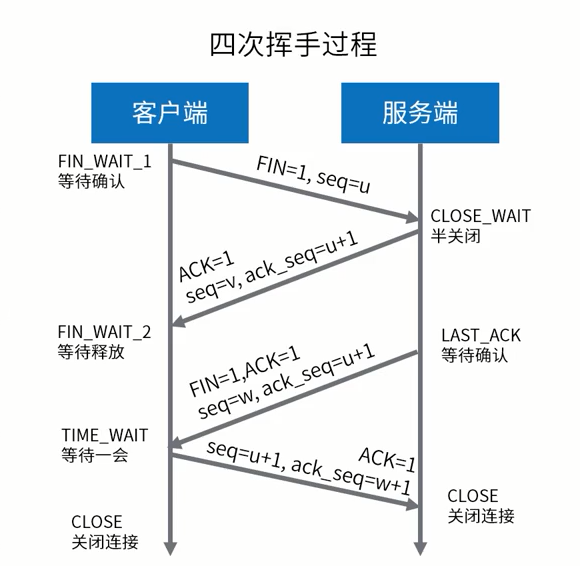 四次挥手过程
客户端
服务端
FIN_WAIT_1
等待确认
FIN=1, seq=u
CLOSE_WAIT
半关闭
ACK=1
seq=v, ack_seq=u+1
FIN_WAIT_2
等待释放
LAST_ACK
等待确认
FIN=1,ACK=1
seq=w, ack_seq=u+1
TIME_WAIT
等待一会
ACK=1
seq=u+1, ack_seq=w+1
CLOSE
关闭连接
CLOSE
关闭连接